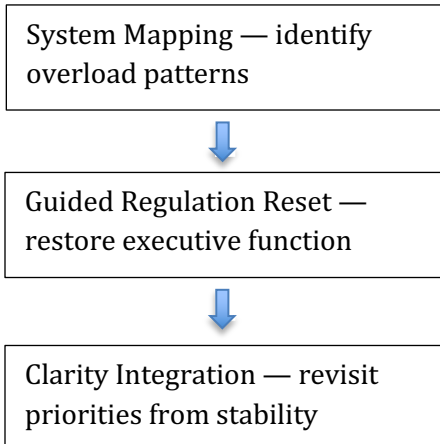 System Mapping — identify
overload patterns
Guided Regulation Reset —
restore executive function
Clarity Integration — revisit
priorities from stability